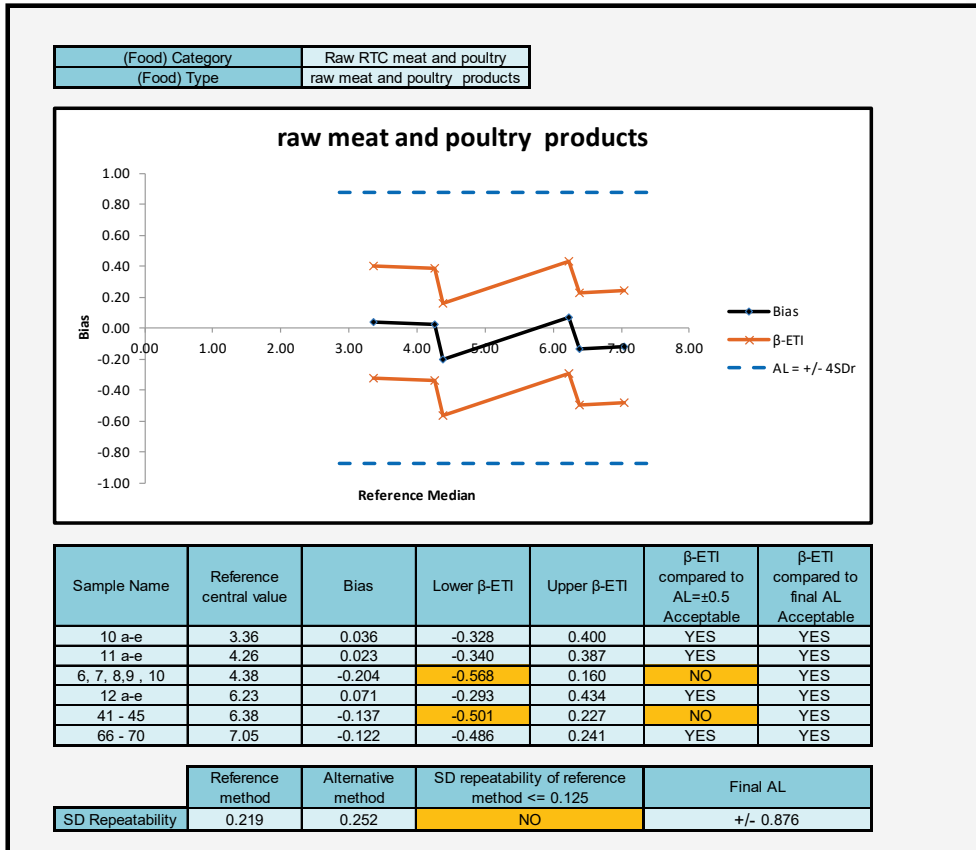 (Food) Category Raw RTC meat and poultry
(Food) Type raw meat and poultry products
raw meat and poultry products
1.00
0.80
0.60
0.40
0.20
0.00
-0.20
-0.40
-0.60
-0.80
-1.00
Bias
0.00 1.00 2.00 3.00 4.00 5.00 6.00 7.00 8.00
Reference Median
Bias
β-ETI
AL = +/- 4SDr
Sample Name Reference central value Bias Lower β-ETI Upper β-ETI β-ETI compared to AL=±0.5 Acceptable β-ETI compared to final AL Acceptable
10 a-e 3.36 0.036 -0.328 0.400 YES YES
11 a-e 4.26 0.023 -0.340 0.387 YES YES
6, 7, 8,9 , 10 4.38 -0.204 -0.568 0.160 NO YES
12 a-e 6.23 0.071 -0.293 0.434 YES YES
41 - 45 6.38 -0.137 -0.501 0.227 NO YES
66 - 70 7.05 -0.122 -0.486 0.241 YES YES
Reference method Alternative method SD repeatability of reference method <= 0.125 Final AL
SD Repeatability 0.219 0.252 NO +/- 0.876